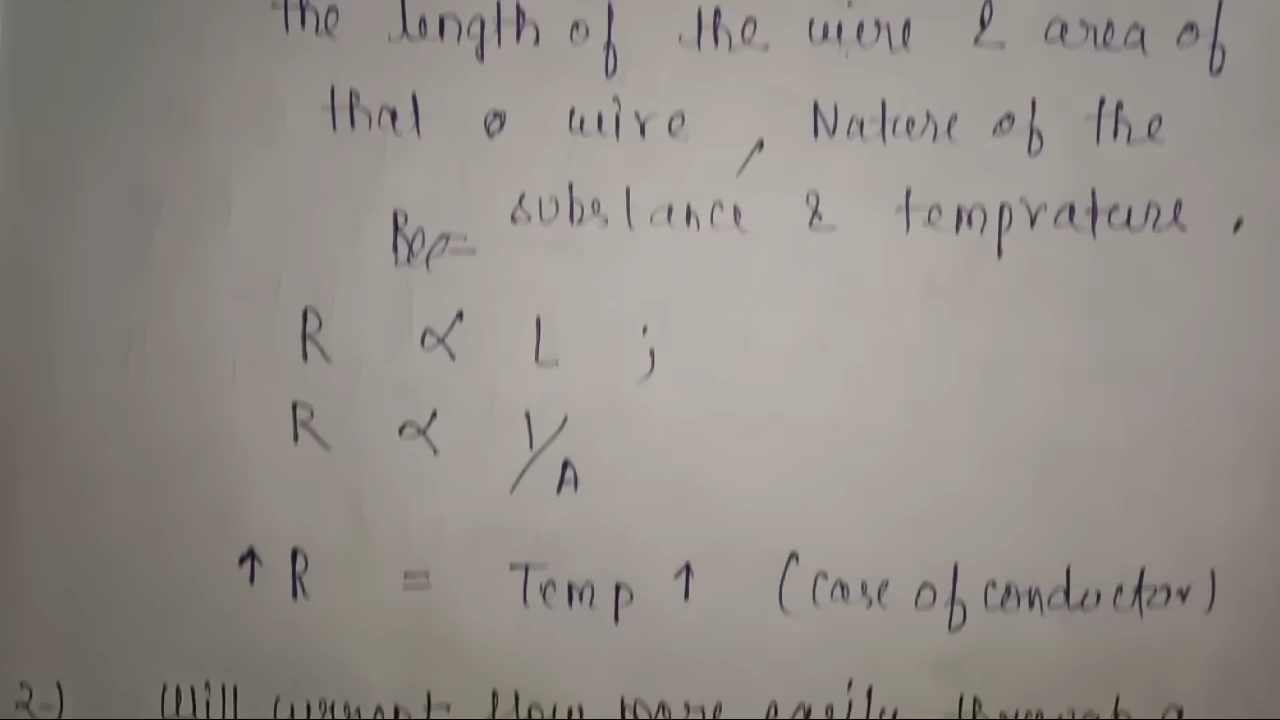 the length of the wire & area of
that wire, Nature of the
substance & temprature.
R ∝ L ;
R ∝ 1/A
↑ R = Temp ↑ (case of conductor)
2-) Will current flow more easily through a